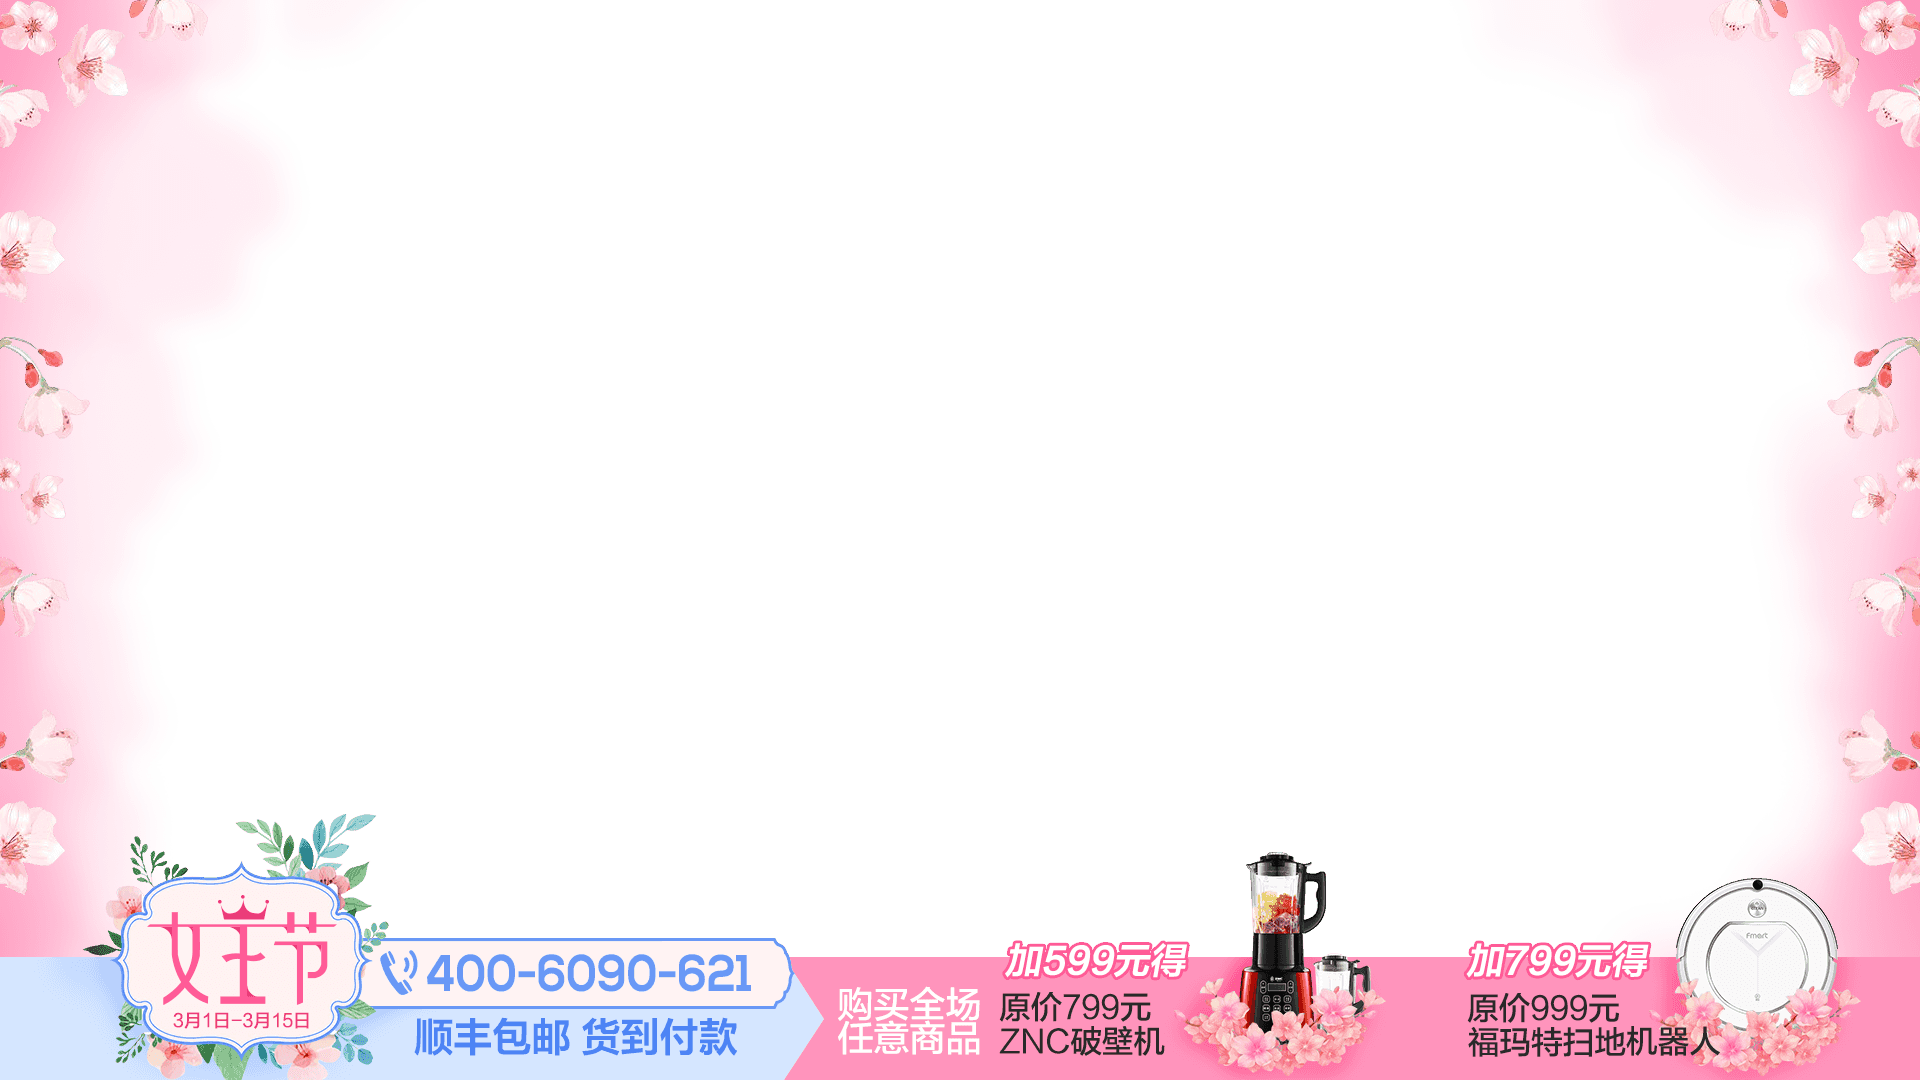 女王节
3月1日-3月15日
400-6090-621
顺丰包邮 货到付款
购买全场
任意商品
加599元得
原价799元
ZNC破壁机
加799元得
原价999元
福玛特扫地机器人
Fmart